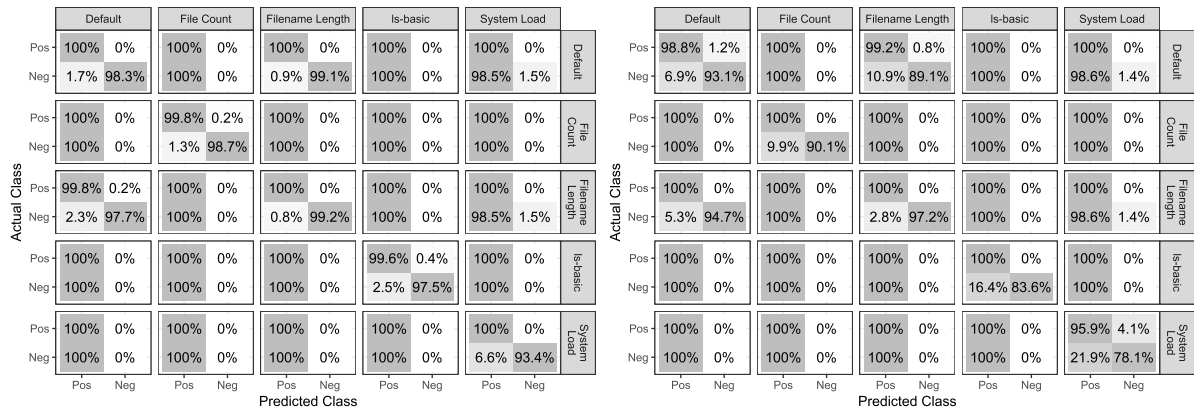 Default File Count Filename Length ls-basic System Load Default File Count Filename Length ls-basic System Load
Pos 100% 0% 100% 0% 100% 0% 100% 0% 100% 0% Default Pos 98.8% 1.2% 100% 0% 99.2% 0.8% 100% 0% 100% 0% Default
Neg 1.7% 98.3% 100% 0% 0.9% 99.1% 100% 0% 98.5% 1.5% Neg 6.9% 93.1% 100% 0% 10.9% 89.1% 100% 0% 98.6% 1.4%
Pos 100% 0% 99.8% 0.2% 100% 0% 100% 0% 100% 0% File Count Pos 100% 0% 100% 0% 100% 0% 100% 0% 100% 0% File Count
Neg 100% 0% 1.3% 98.7% 100% 0% 100% 0% 100% 0% Neg 100% 0% 9.9% 90.1% 100% 0% 100% 0% 100% 0%
Actual Class Actual Class
Pos 99.8% 0.2% 100% 0% 100% 0% 100% 0% 100% 0% Filename Length Pos 100% 0% 100% 0% 100% 0% 100% 0% 100% 0% Filename Length
Neg 2.3% 97.7% 100% 0% 0.8% 99.2% 100% 0% 98.5% 1.5% Neg 5.3% 94.7% 100% 0% 2.8% 97.2% 100% 0% 98.6% 1.4%
Pos 100% 0% 100% 0% 100% 0% 99.6% 0.4% 100% 0% ls-basic Pos 100% 0% 100% 0% 100% 0% 100% 0% 100% 0% ls-basic
Neg 100% 0% 100% 0% 100% 0% 2.5% 97.5% 100% 0% Neg 100% 0% 100% 0% 100% 0% 16.4% 83.6% 100% 0%
Pos 100% 0% 100% 0% 100% 0% 100% 0% 100% 0% System Load Pos 100% 0% 100% 0% 100% 0% 100% 0% 95.9% 4.1% System Load
Neg 100% 0% 100% 0% 100% 0% 100% 0% 6.6% 93.4% Neg 100% 0% 100% 0% 100% 0% 100% 0% 21.9% 78.1%
Pos Neg Pos Neg Pos Neg Pos Neg Pos Neg Pos Neg Pos Neg Pos Neg Pos Neg Pos Neg
Predicted Class Predicted Class